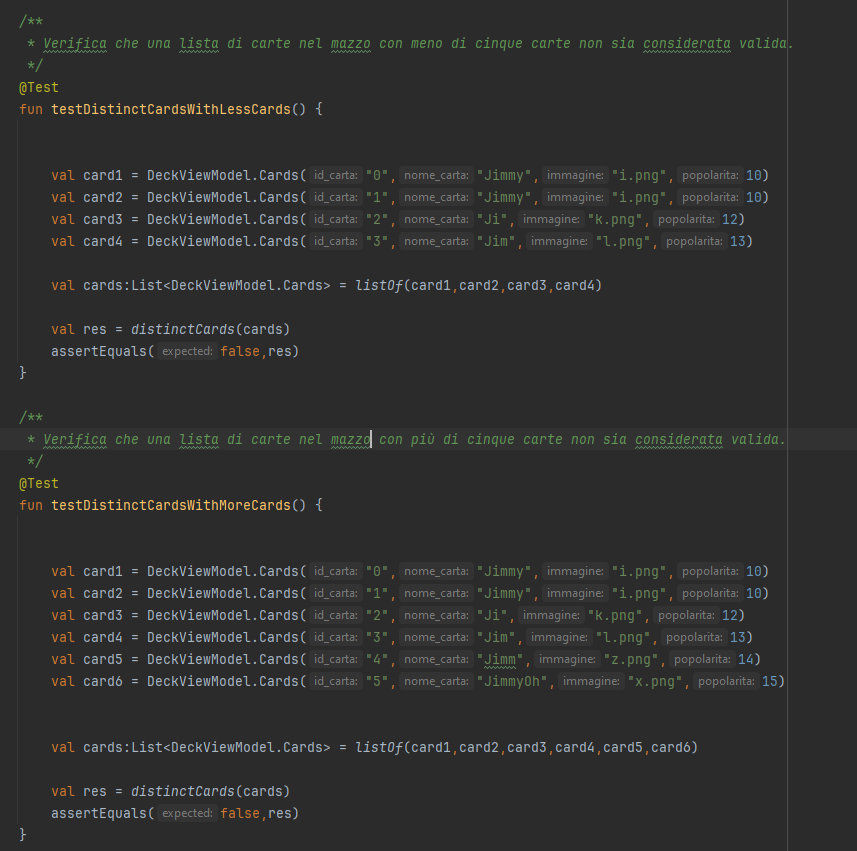 /**
* Verifica che una lista di carte nel mazzo con meno di cinque carte non sia considerata valida.
*/
@Test
fun testDistinctCardsWithLessCards() {
val card1 = DeckViewModel.Cards( id_carta: "0", nome_carta: "Jimmy", immagine: "i.png", popolarita: 10)
val card2 = DeckViewModel.Cards( id_carta: "1", nome_carta: "Jimmy", immagine: "i.png", popolarita: 10)
val card3 = DeckViewModel.Cards( id_carta: "2", nome_carta: "Ji", immagine: "k.png", popolarita: 12)
val card4 = DeckViewModel.Cards( id_carta: "3", nome_carta: "Jim", immagine: "l.png", popolarita: 13)
val cards:List<DeckViewModel.Cards> = listOf(card1,card2,card3,card4)
val res = distinctCards(cards)
assertEquals( expected: false,res)
}
/**
* Verifica che una lista di carte nel mazzo con più di cinque carte non sia considerata valida.
*/
@Test
fun testDistinctCardsWithMoreCards() {
val card1 = DeckViewModel.Cards( id_carta: "0", nome_carta: "Jimmy", immagine: "i.png", popolarita: 10)
val card2 = DeckViewModel.Cards( id_carta: "1", nome_carta: "Jimmy", immagine: "i.png", popolarita: 10)
val card3 = DeckViewModel.Cards( id_carta: "2", nome_carta: "Ji", immagine: "k.png", popolarita: 12)
val card4 = DeckViewModel.Cards( id_carta: "3", nome_carta: "Jim", immagine: "l.png", popolarita: 13)
val card5 = DeckViewModel.Cards( id_carta: "4", nome_carta: "Jimm", immagine: "z.png", popolarita: 14)
val card6 = DeckViewModel.Cards( id_carta: "5", nome_carta: "JimmyOh", immagine: "x.png", popolarita: 15)
val cards:List<DeckViewModel.Cards> = listOf(card1,card2,card3,card4,card5,card6)
val res = distinctCards(cards)
assertEquals( expected: false,res)
}